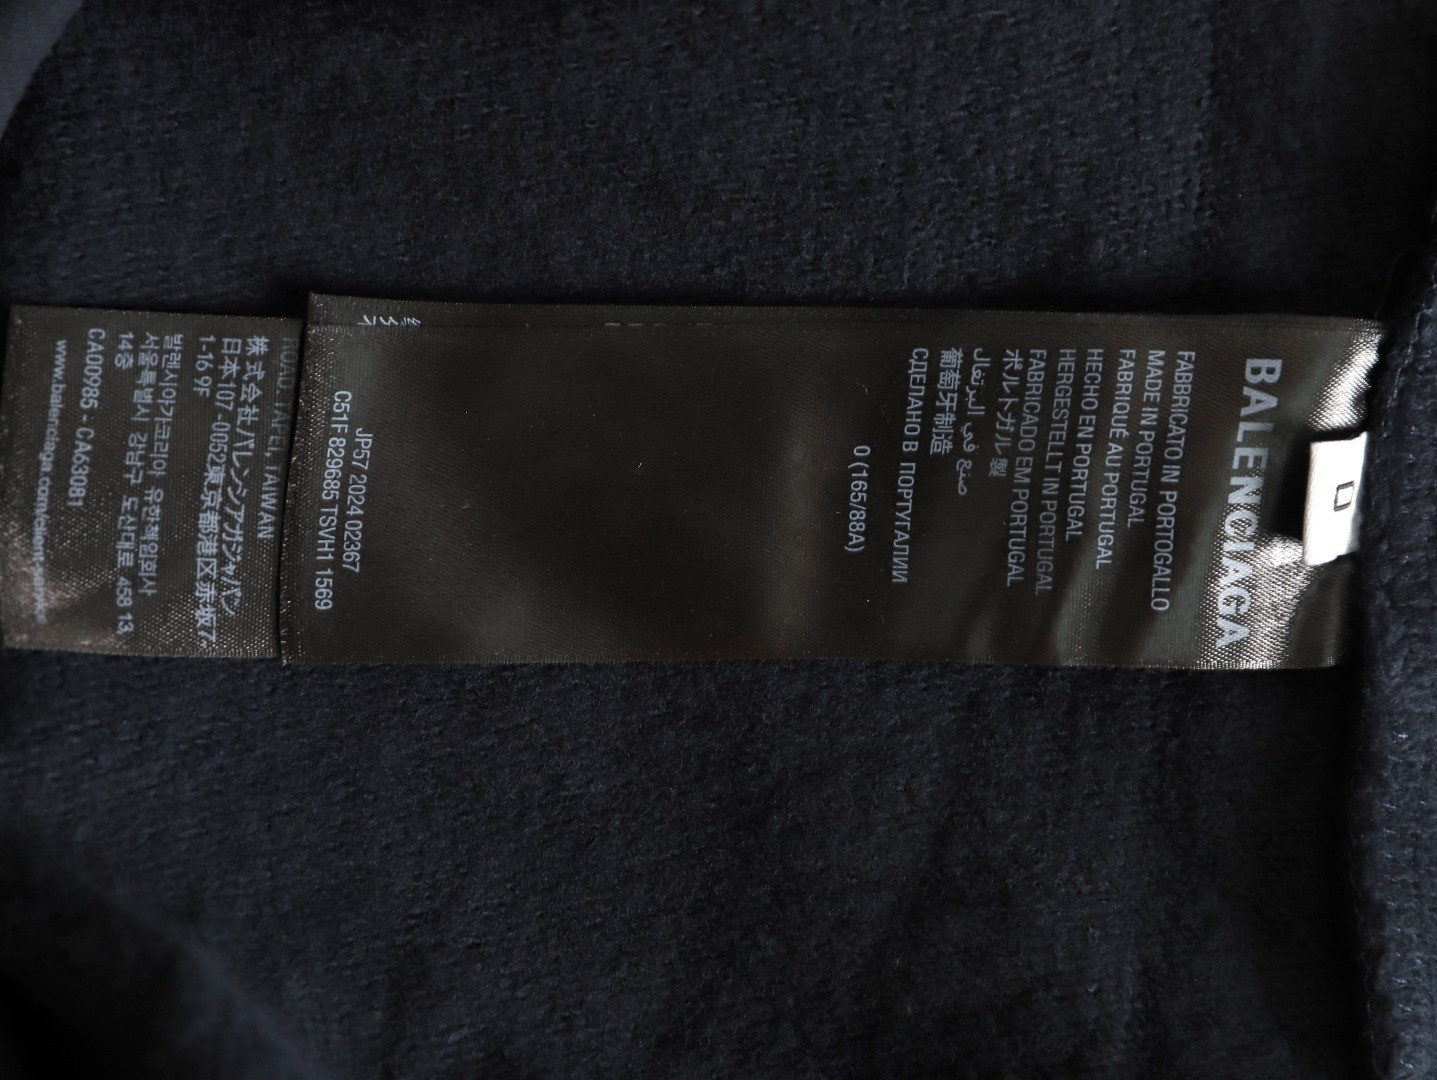 0
BALENCIAGA
FABBRICATO IN PORTOGALLO
MADE IN PORTUGAL
FABRIQUÉ AU PORTUGAL
HECHO EN PORTUGAL
HERGESTELLT IN PORTUGAL
FABRICADO EM PORTUGAL
ポルトガル製
صنع في البرتغال
葡萄牙制造
СДЕЛАНО В ПОРТУГАЛИИ
0 (165/88A)
JP57 2024 02367
C51F 829685 TSVH1 1569
TAIWAN
株式会社バレンシアガジャパン
日本107-0052東京都港区赤坂7-
1-16 9F
발렌시아가코리아 유한책임회사
서울특별시 강남구 도산대로 458 13,
14층
CA00985 - CA63081
www.balenciaga.com/client-service